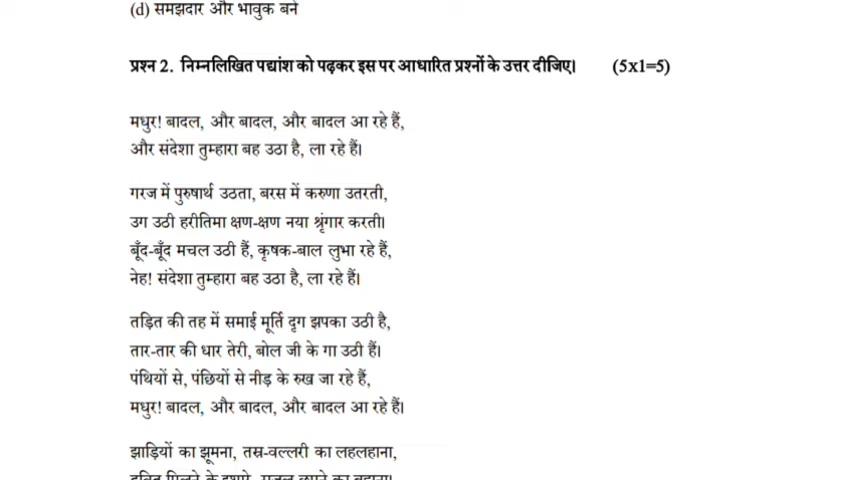 (d) समझदार और भावुक बने
प्रश्न 2. निम्नलिखित पद्यांश को पढ़कर इस पर आधारित प्रश्नों के उत्तर दीजिए। (5x1=5)
मधुर! बादल, और बादल, और बादल आ रहे हैं,
और संदेशा तुम्हारा बह उठा है, ला रहे हैं।
गरज में पुरुषार्थ उठता, बरस में करुणा उतरती,
उग उठी हरीतिमा क्षण-क्षण नया श्रृंगार करती।
बूँद-बूँद मचल उठी हैं, कृषक-बाल लुभा रहे हैं,
नेह! संदेशा तुम्हारा बह उठा है, ला रहे हैं।
तड़ित की तह में समाई मूर्ति दृग झपका उठी है,
तार-तार की धार तेरी, बोल जी के गा उठी हैं।
पंथियों से, पंछियों से नीड़ के रुख जा रहे हैं,
मधुर! बादल, और बादल, और बादल आ रहे हैं।
झाड़ियों का झूमना, तस्र-वल्लरी का लहलहाना,